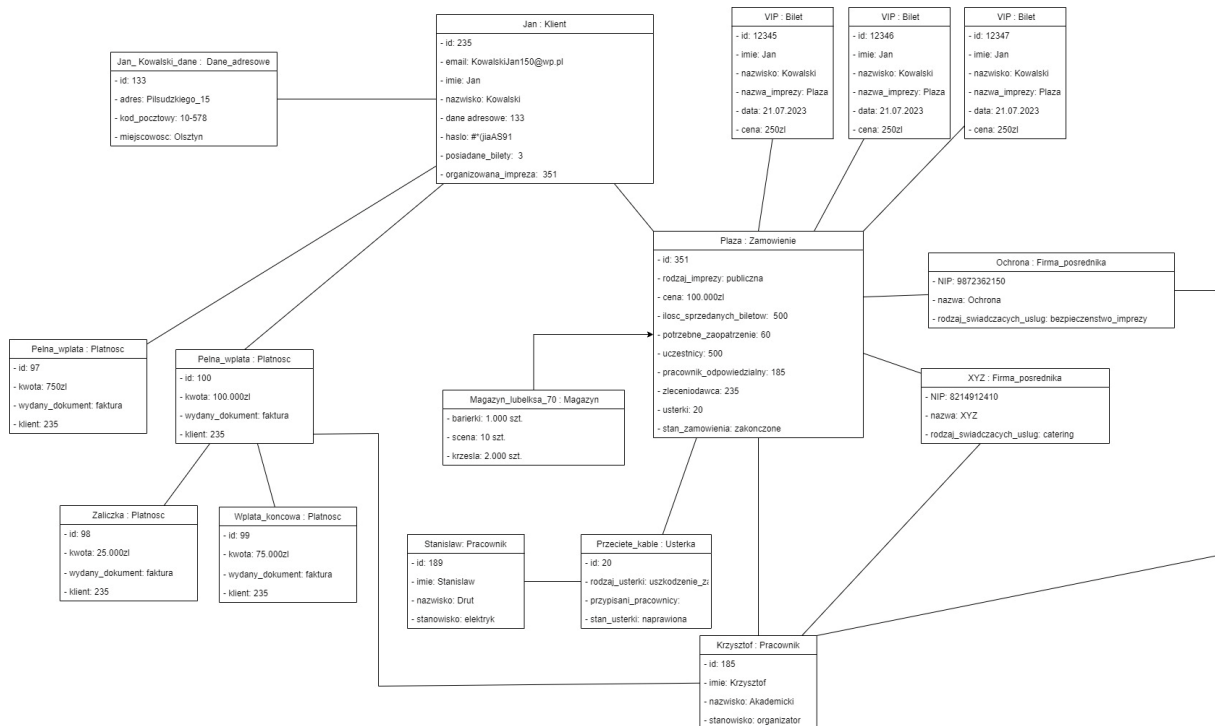 Jan : Klient
- id: 235
- email: KowalskiJan150@wp.pl
- imie: Jan
- nazwisko: Kowalski
- dane adresowe: 133
- haslo: #*(jiaAS91
- posiadane_bilety:  3
- organizowana_impreza:  351
Jan_ Kowalski_dane :  Dane_adresowe
- id: 133
- adres: Pilsudzkiego_15
- kod_pocztowy: 10-578
- miejscowosc: Olsztyn
VIP : Bilet
- id: 12345
- imie: Jan
- nazwisko: Kowalski
- nazwa_imprezy: Plaza
- data: 21.07.2023
- cena: 250zl
VIP : Bilet
- id: 12346
- imie: Jan
- nazwisko: Kowalski
- nazwa_imprezy: Plaza
- data: 21.07.2023
- cena: 250zl
VIP : Bilet
- id: 12347
- imie: Jan
- nazwisko: Kowalski
- nazwa_imprezy: Plaza
- data: 21.07.2023
- cena: 250zl
Plaza : Zamowienie
- id: 351
- rodzaj_imprezy: publiczna
- cena: 100.000zl
- ilosc_sprzedanych_biletow:  500
- potrzebne_zaopatrzenie: 60
- uczestnicy: 500
- pracownik_odpowiedzialny: 185
- zleceniodawca: 235
- usterki: 20
- stan_zamowienia: zakonczone
Ochrona : Firma_posrednika
- NIP: 9872362150
- nazwa: Ochrona
- rodzaj_swiadczacych_uslug: bezpieczenstwo_imprezy
XYZ : Firma_posrednika
- NIP: 8214912410
- nazwa: XYZ
- rodzaj_swiadczacych_uslug: catering
Pelna_wplata : Platnosc
- id: 97
- kwota: 750zl
- wydany_dokument: faktura
- klient: 235
Pelna_wplata : Platnosc
- id: 100
- kwota: 100.000zl
- wydany_dokument: faktura
- klient: 235
Magazyn_lubelksa_70 : Magazyn
- barierki: 1.000 szt.
- scena: 10 szt.
- krzesla: 2.000 szt.
Zaliczka : Platnosc
- id: 98
- kwota: 25.000zl
- wydany_dokument: faktura
- klient: 235
Wplata_koncowa : Platnosc
- id: 99
- kwota: 75.000zl
- wydany_dokument: faktura
- klient: 235
Stanislaw: Pracownik
- id: 189
- imie: Stanislaw
- nazwisko: Drut
- stanowisko: elektryk
Przeciete_kable : Usterka
- id: 20
- rodzaj_usterki: uszkodzenie_za
- przypisani_pracownicy:
- stan_usterki: naprawiona
Krzysztof : Pracownik
- id: 185
- imie: Krzysztof
- nazwisko: Akademicki
- stanowisko: organizator